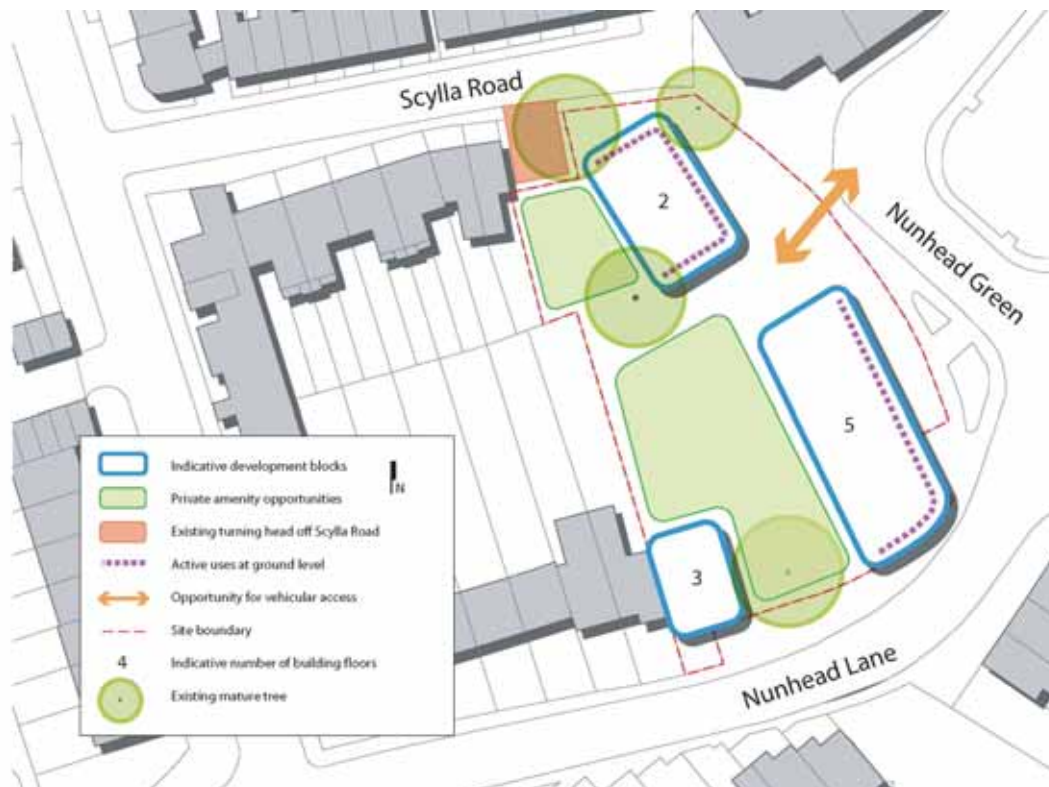 Scylla Road
2
Nunhead Green
5
3
Nunhead Lane
Indicative development blocks
N
Private amenity opportunities
Existing turning head off Scylla Road
Active uses at ground level
Opportunity for vehicular access
Site boundary
4 Indicative number of building floors
Existing mature tree